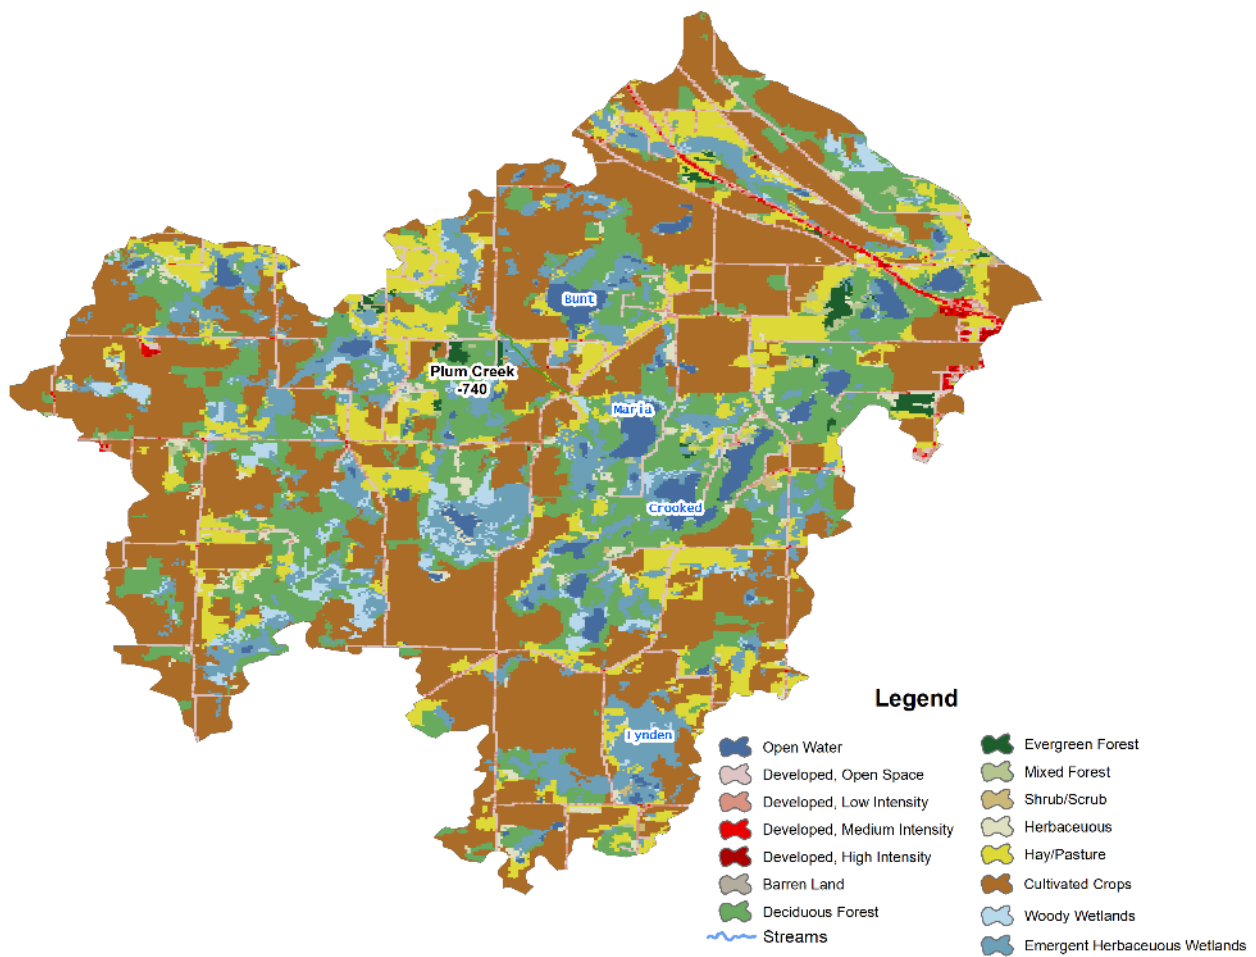 Bunt
Plum Creek
-740
Maria
Crooked
Lynden
Legend
Open Water
Developed, Open Space
Developed, Low Intensity
Developed, Medium Intensity
Developed, High Intensity
Barren Land
Deciduous Forest
Streams
Evergreen Forest
Mixed Forest
Shrub/Scrub
Herbaceuous
Hay/Pasture
Cultivated Crops
Woody Wetlands
Emergent Herbaceuous Wetlands